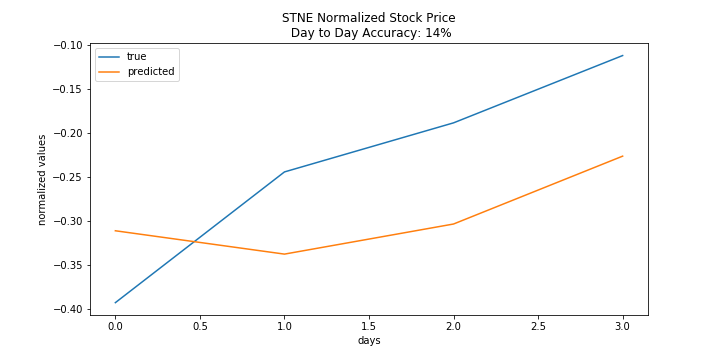 STNE Normalized Stock Price
Day to Day Accuracy: 14%
true
predicted
normalized values
−0.10
−0.15
−0.20
−0.25
−0.30
−0.35
−0.40
0.0 0.5 1.0 1.5 2.0 2.5 3.0
days